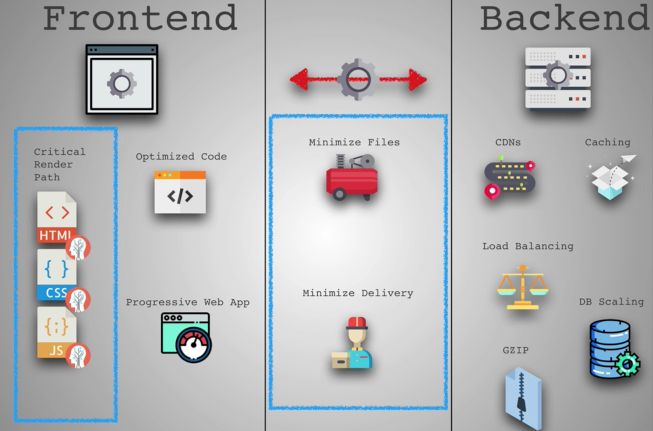 Frontend
Backend
Critical
Render
Path
HTML
CSS
JS
Optimized Code
</>
Progressive Web App
Minimize Files
Minimize Delivery
CDNs
Caching
Load Balancing
DB Scaling
GZIP